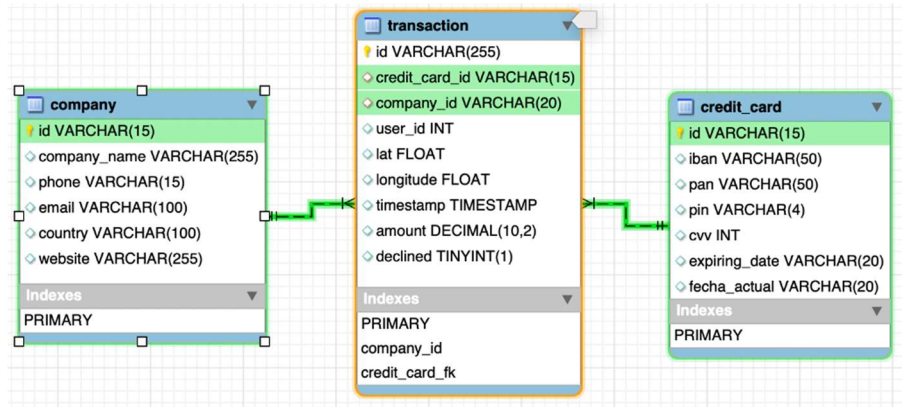 company
id VARCHAR(15)
company_name VARCHAR(255)
phone VARCHAR(15)
email VARCHAR(100)
country VARCHAR(100)
website VARCHAR(255)
Indexes
PRIMARY
transaction
id VARCHAR(255)
credit_card_id VARCHAR(15)
company_id VARCHAR(20)
user_id INT
lat FLOAT
longitude FLOAT
timestamp TIMESTAMP
amount DECIMAL(10,2)
declined TINYINT(1)
Indexes
PRIMARY
company_id
credit_card_fk
credit_card
id VARCHAR(15)
iban VARCHAR(50)
pan VARCHAR(50)
pin VARCHAR(4)
cvv INT
expiring_date VARCHAR(20)
fecha_actual VARCHAR(20)
Indexes
PRIMARY